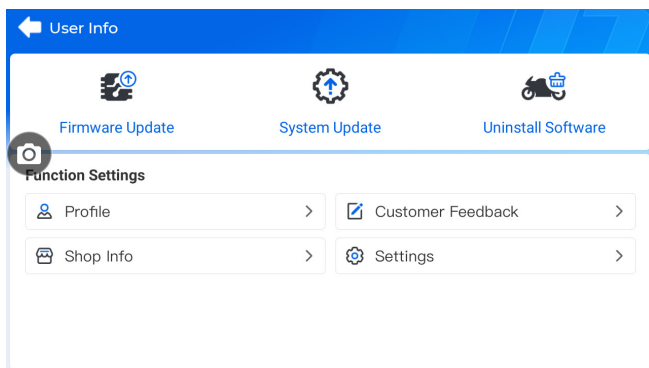 User Info
Firmware Update
System Update
Uninstall Software
Function Settings
Profile
Customer Feedback
Shop Info
Settings